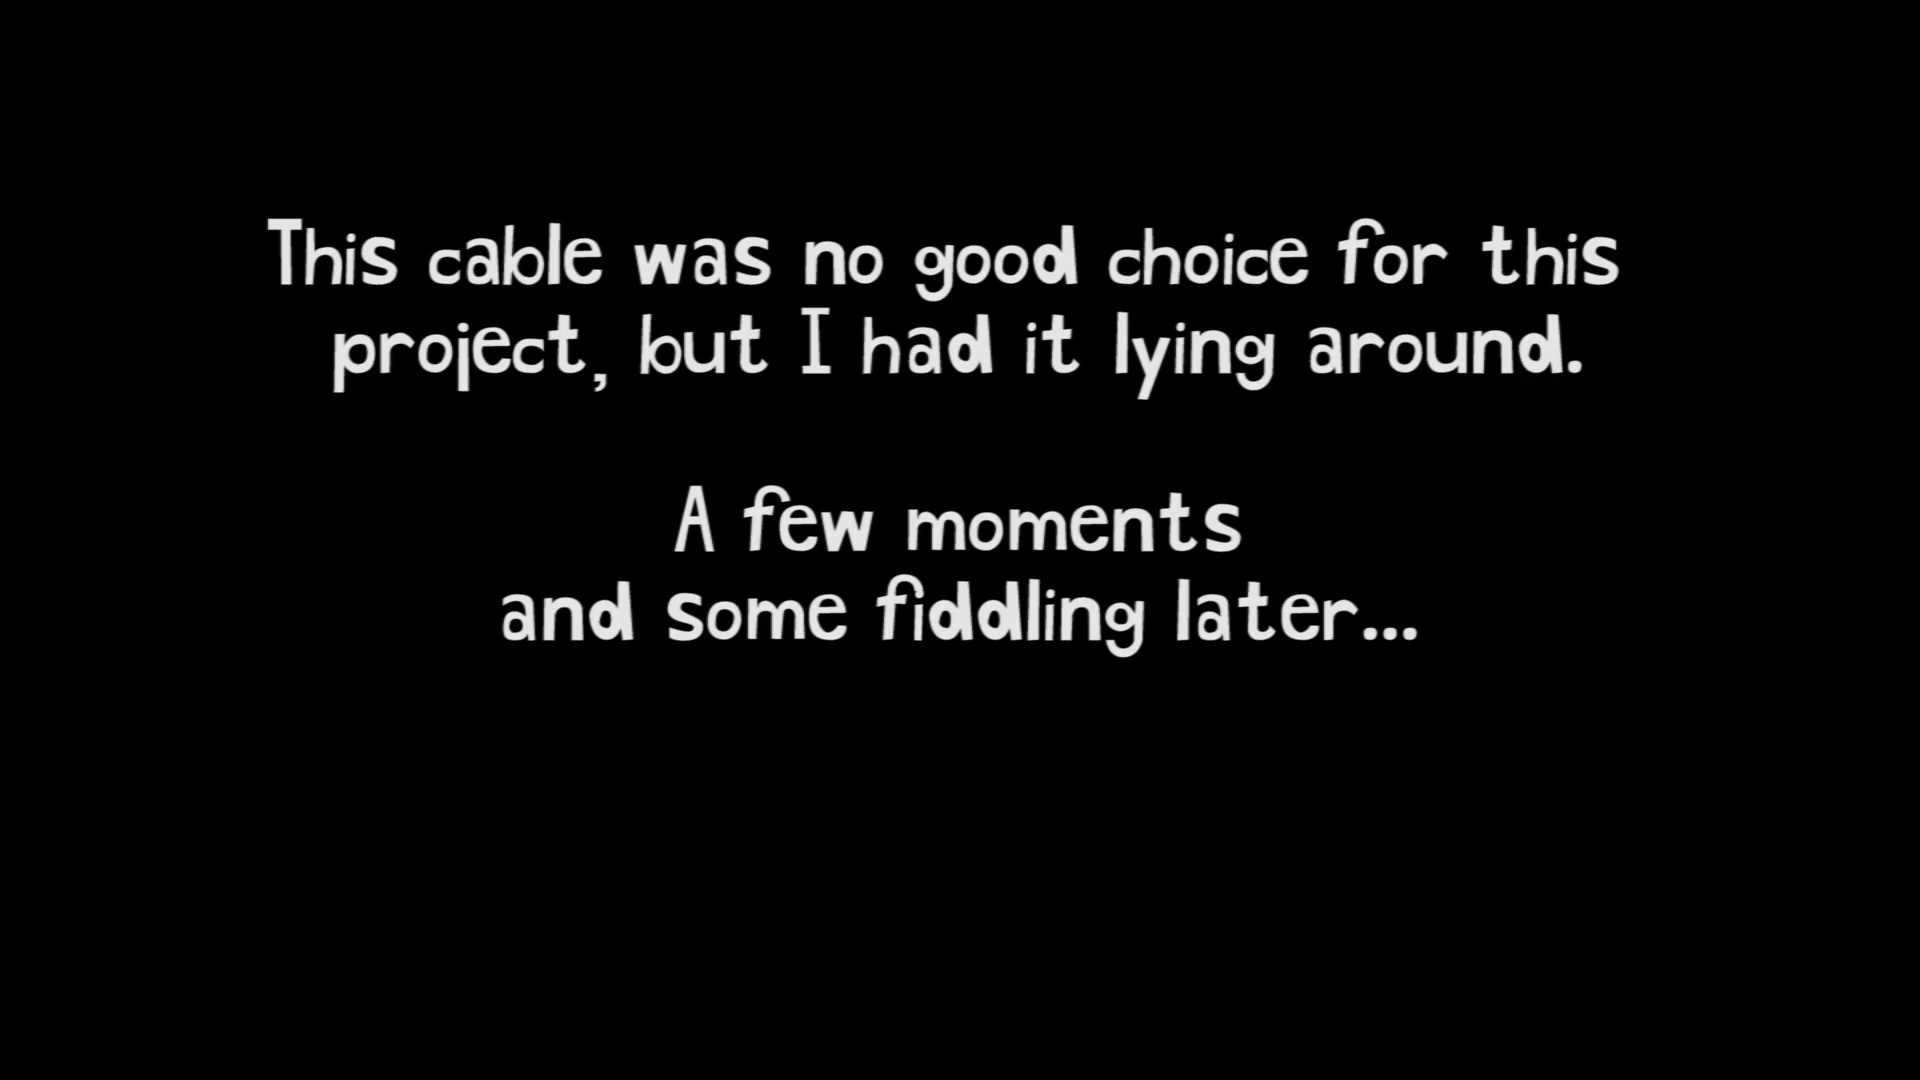 This cable was no good choice for this
project, but I had it lying around.
A few moments
and some fiddling later...